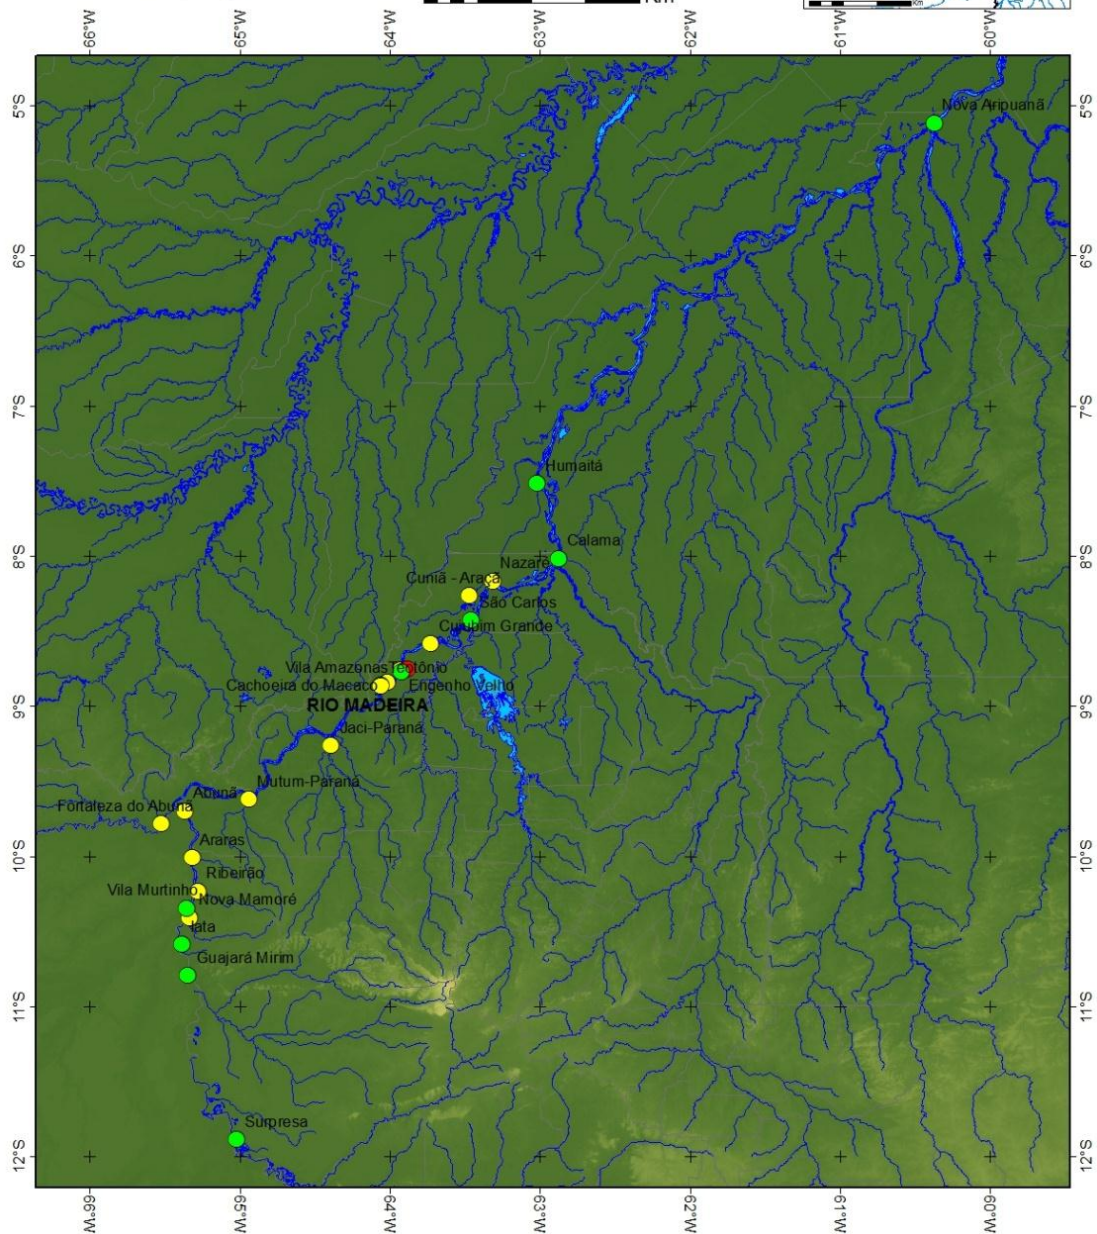 Km
Km
66°W
65°W
64°W
63°W
62°W
61°W
60°W
5°S
5°S
Nova Aripuanã
6°S
6°S
7°S
7°S
Humaitá
8°S
8°S
Calama
Nazaré
Cuniã - Araçá
São Carlos
Curubim Grande
Vila Amazonas
Teotônio
Cachoeira do Macaco
Engenho Velho
RIO MADEIRA
9°S
9°S
Jaci-Paraná
Mutum-Paraná
Abunã
Fortaleza do Abunã
Araras
10°S
10°S
Ribeirão
Vila Murtinho
Nova Mamoré
Iata
Guajará Mirim
11°S
11°S
Surpresa
12°S
12°S
66°W
65°W
64°W
63°W
62°W
61°W
60°W